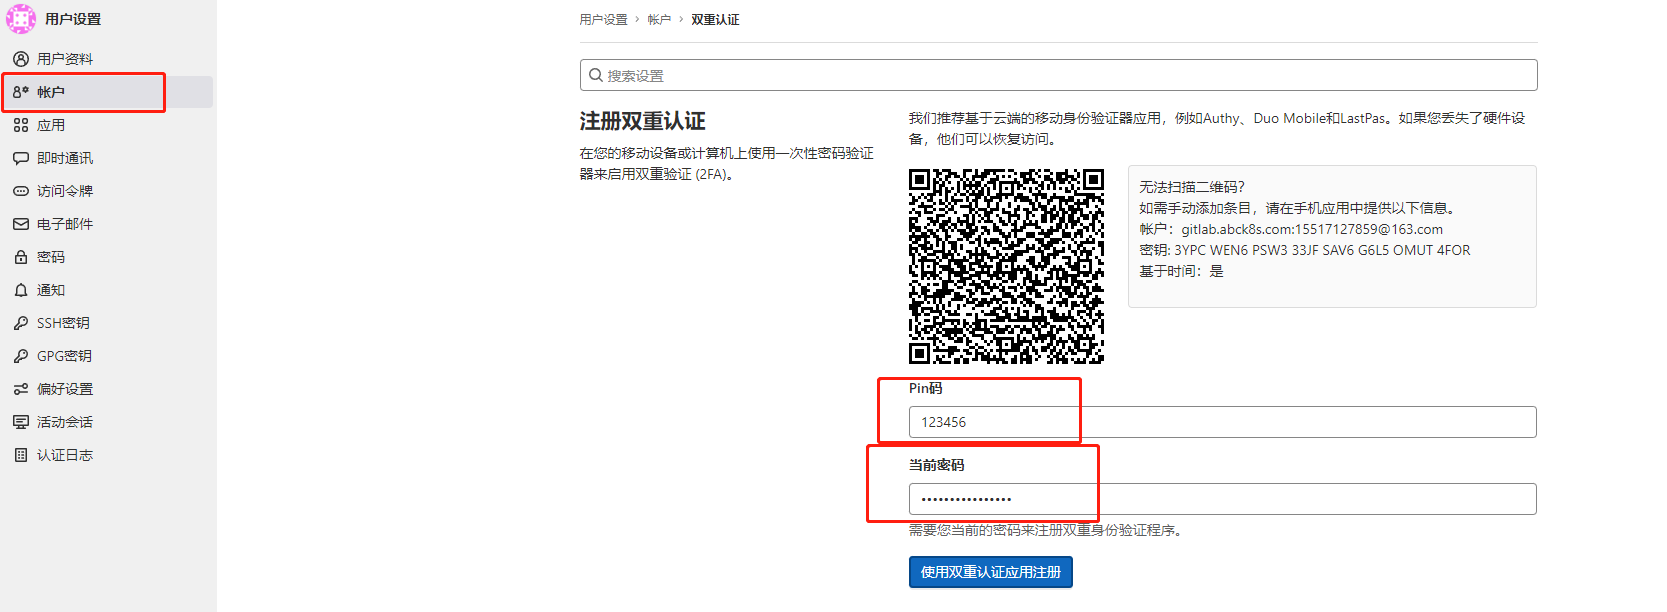 用户设置
用户资料
帐户
应用
即时通讯
访问令牌
电子邮件
密码
通知
SSH密钥
GPG密钥
偏好设置
活动会话
认证日志
用户设置 › 帐户 › 双重认证
搜索设置
注册双重认证
在您的移动设备或计算机上使用一次性密码验证
器来启用双重验证 (2FA)。
我们推荐基于云端的移动身份验证器应用，例如Authy、Duo Mobile和LastPas。如果您丢失了硬件设
备，他们可以恢复访问。
无法扫描二维码?
如需手动添加条目，请在手机应用中提供以下信息。
帐户：gitlab.abck8s.com:15517127859@163.com
密钥: 3YPC WEN6 PSW3 33JF SAV6 G6L5 OMUT 4FOR
基于时间：是
Pin码
123456
当前密码
需要您当前的密码来注册双重身份验证程序。
使用双重认证应用注册